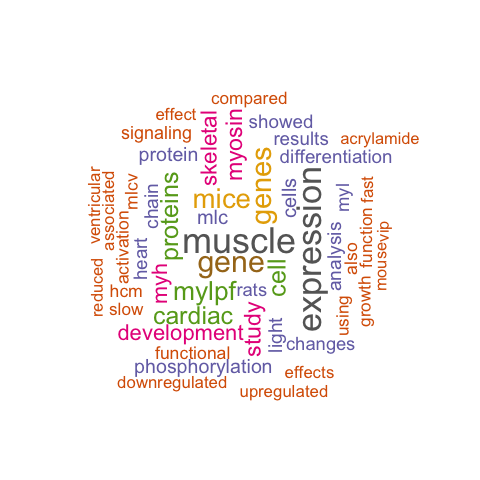 compared
effect
signaling
skeletal
myosin
showed
results
acrylamide
protein
differentiation
genes
mice
cells
myl
fast
ventricular
associated
mlcv
chain
proteins
mlc
expression
muscle
gene
cell
analysis
also
function
mousevip
activation
heart
myh
reduced
hcm
slow
mylpf
rats
cardiac
study
light
using
growth
development
changes
functional
phosphorylation
effects
downregulated
upregulated